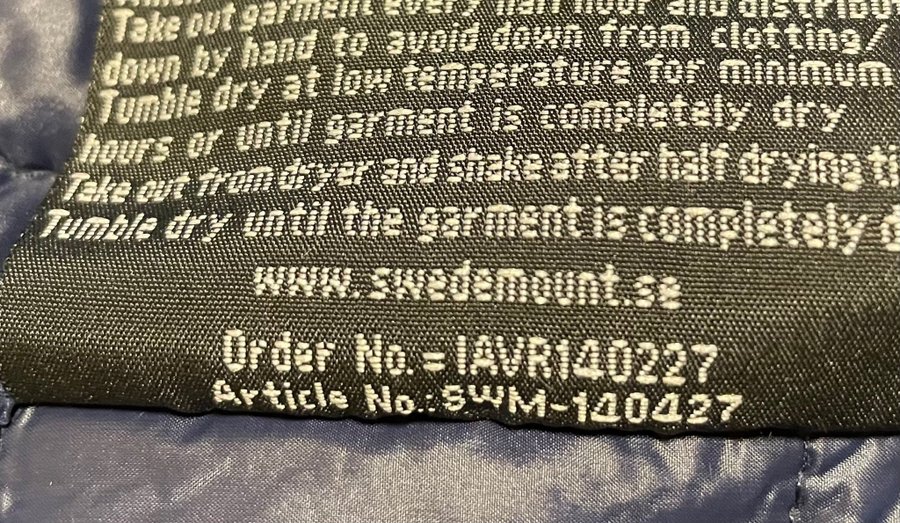 Take out garment every half hour and distribut
down by hand to avoid down from clotting/
Tumble dry at low temperature for minimum
hours or until garment is completely dry
Take out from dryer and shake after half drying ti
Tumble dry until the garment is completely d
www.swedemount.se
Order No.=IAVR140227
Article No.: SWM-140427